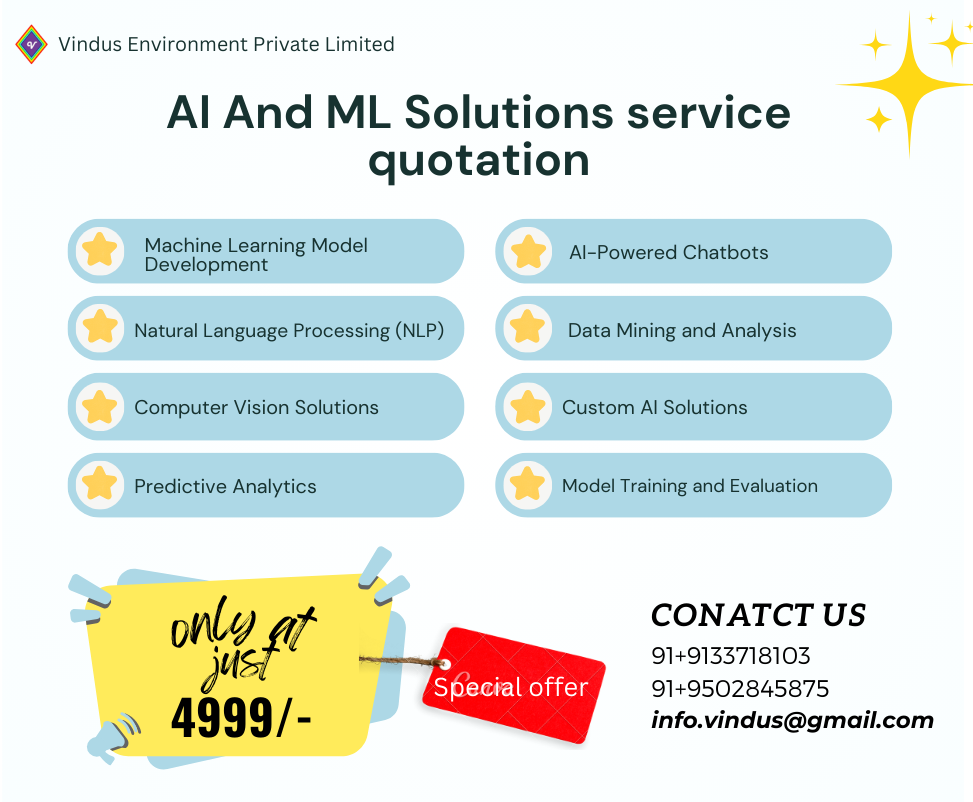 V
Vindus Environment Private Limited
AI And ML Solutions service
quotation
Machine Learning Model
Development
AI-Powered Chatbots
Natural Language Processing (NLP)
Data Mining and Analysis
Computer Vision Solutions
Custom AI Solutions
Predictive Analytics
Model Training and Evaluation
only at
just
4999/-
Special offer
Canva
CONATCT US
91+9133718103
91+9502845875
info.vindus@gmail.com